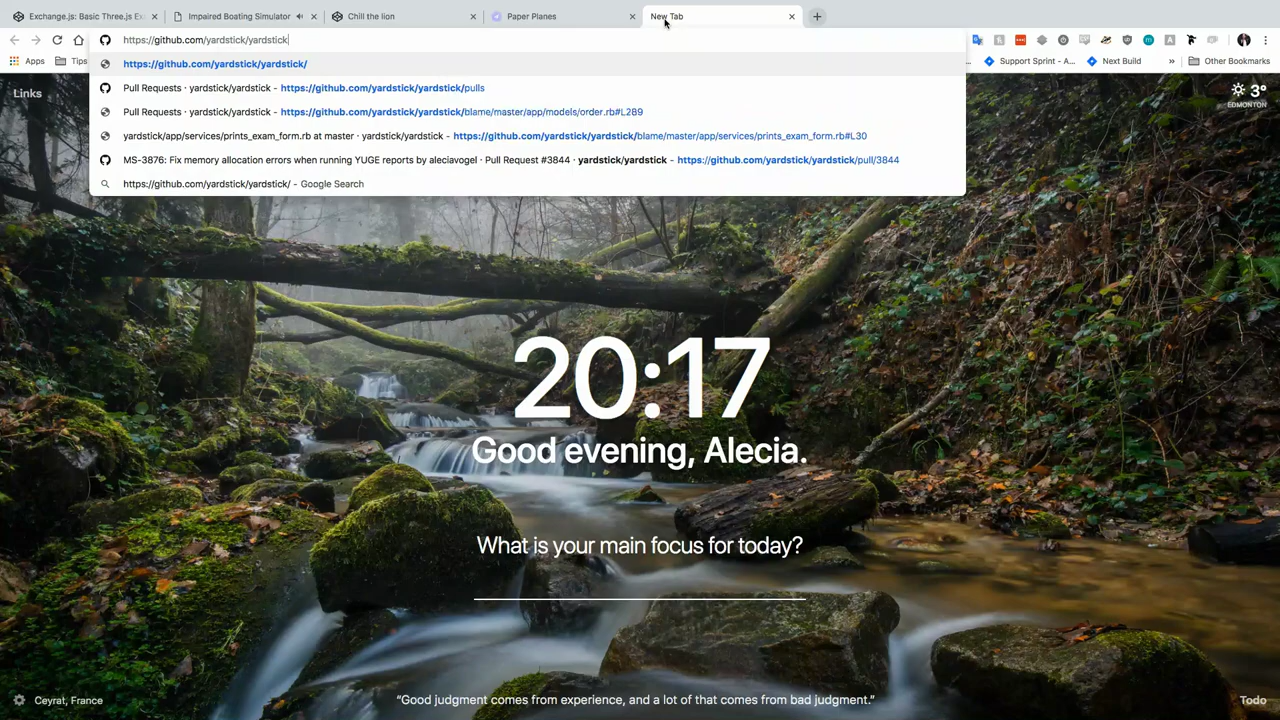 Exchange.js: Basic Three.js Ex
Impaired Boating Simulator
Chill the lion
Paper Planes
New Tab
https://github.com/yardstick/yardstick
Apps
Tips
Support Sprint - A...
Next Build
»
Other Bookmarks
https://github.com/yardstick/yardstick/
Pull Requests · yardstick/yardstick - https://github.com/yardstick/yardstick/pulls
Pull Requests · yardstick/yardstick - https://github.com/yardstick/yardstick/blame/master/app/models/order.rb#L289
yardstick/app/services/prints_exam_form.rb at master · yardstick/yardstick - https://github.com/yardstick/yardstick/blame/master/app/services/prints_exam_form.rb#L30
MS-3876: Fix memory allocation errors when running YUGE reports by aleciavogel · Pull Request #3844 · yardstick/yardstick - https://github.com/yardstick/yardstick/pull/3844
https://github.com/yardstick/yardstick/ - Google Search
Links
3°
EDMONTON
20:17
Good evening, Alecia.
What is your main focus for today?
Ceyrat, France
“Good judgment comes from experience, and a lot of that comes from bad judgment.”
Todo